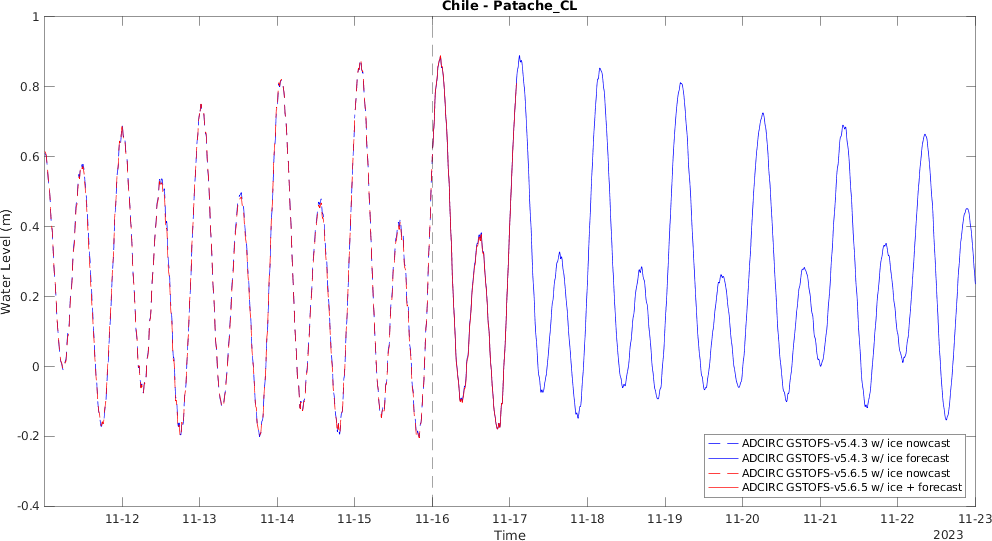 Chile - Patache_CL
1
0.8
0.6
0.4
0.2
0
-0.2
-0.4
Water Level (m)
11-12 11-13 11-14 11-15 11-16 11-17 11-18 11-19 11-20 11-21 11-22 11-23
Time
2023
ADCIRC GSTOFS-v5.4.3 w/ ice nowcast
ADCIRC GSTOFS-v5.4.3 w/ ice forecast
ADCIRC GSTOFS-v5.6.5 w/ ice nowcast
ADCIRC GSTOFS-v5.6.5 w/ ice + forecast